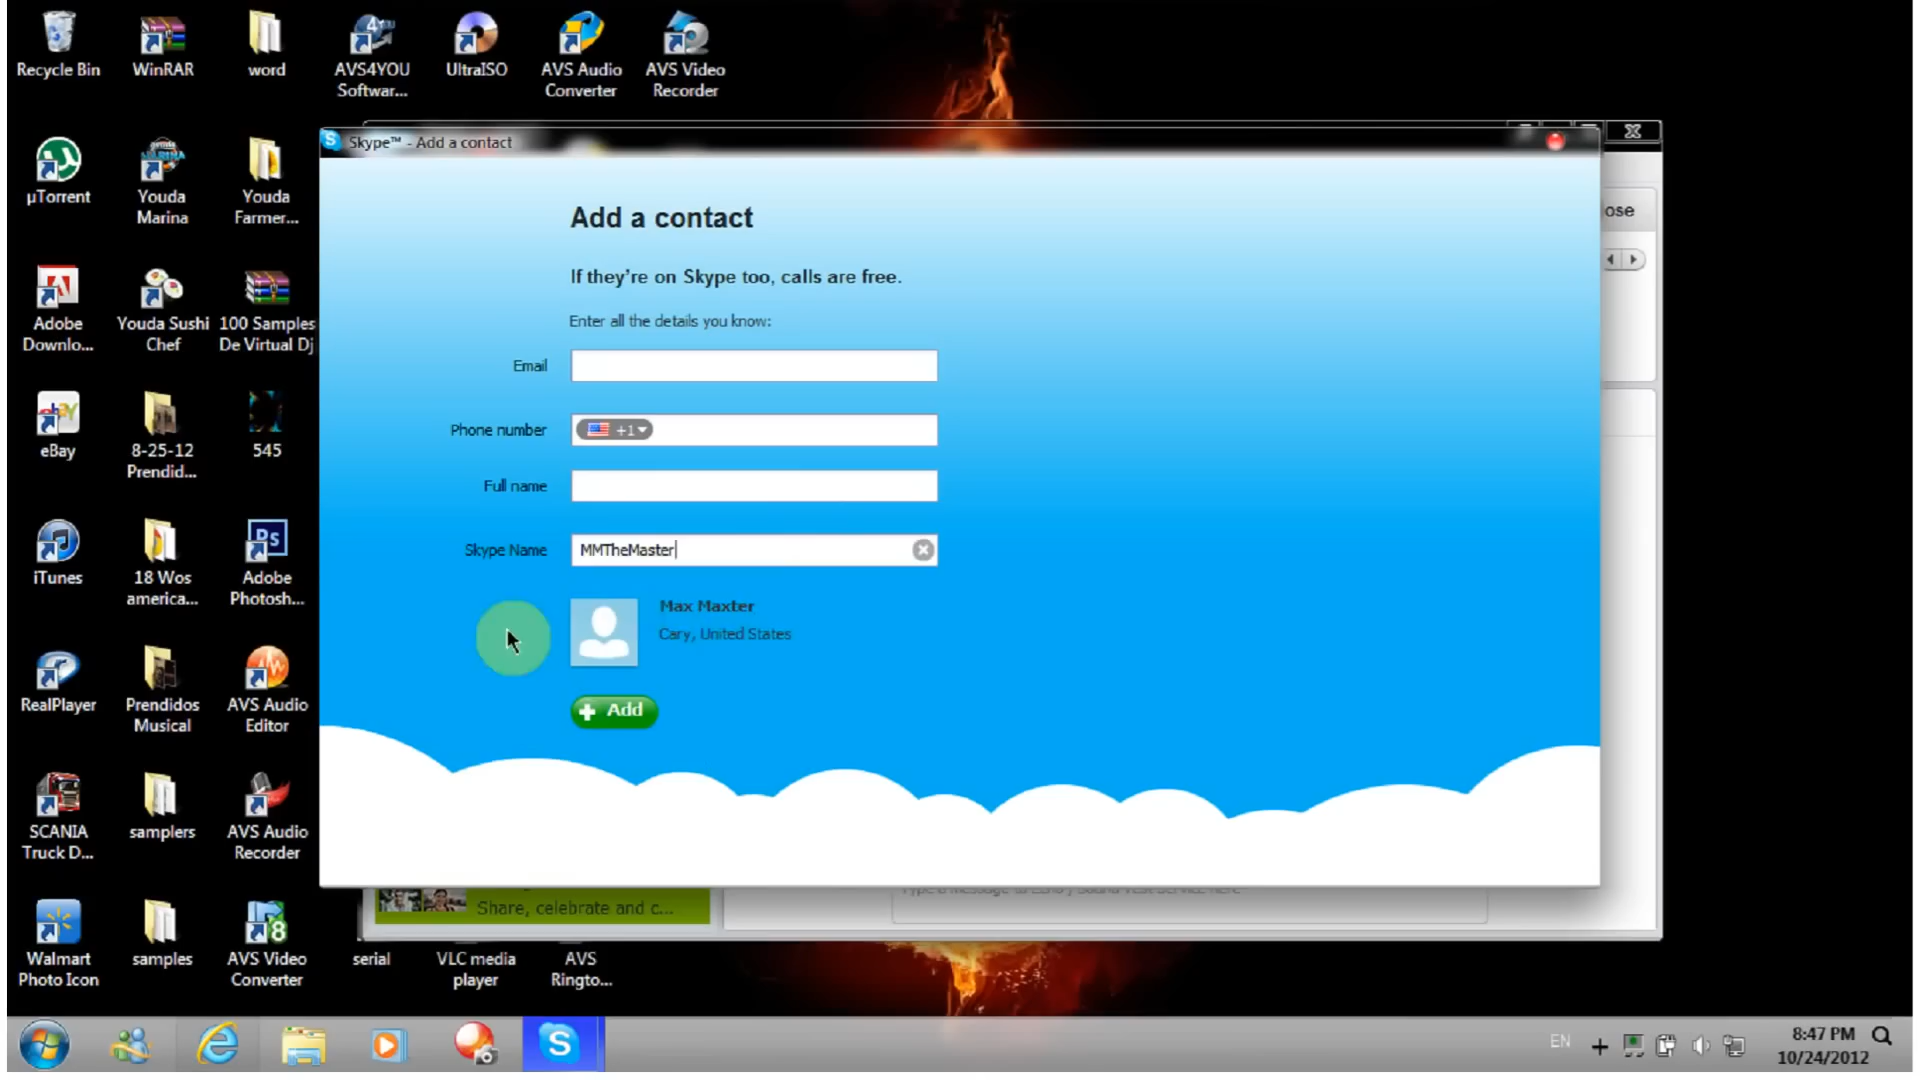 Recycle Bin
WinRAR
word
AVS4YOU
Softwar...
UltraISO
AVS Audio
Converter
AVS Video
Recorder
µTorrent
Youda
Marina
Youda
Farmer...
Adobe
Downlo...
Youda Sushi
Chef
100 Samples
De Virtual Dj
eBay
8-25-12
Prendid...
545
iTunes
18 Wos
america...
Adobe
Photosh...
RealPlayer
Prendidos
Musical
AVS Audio
Editor
SCANIA
Truck D...
samplers
AVS Audio
Recorder
Walmart
Photo Icon
samples
AVS Video
Converter
serial
VLC media
player
AVS
Ringto...
Skype™ - Add a contact
ose
Add a contact
If they're on Skype too, calls are free.
Enter all the details you know:
Email
Phone number
+1
Full name
Skype Name
MMTheMaster
Max Maxter
Cary, United States
Add
Share, celebrate and c...
EN
8:47 PM
10/24/2012